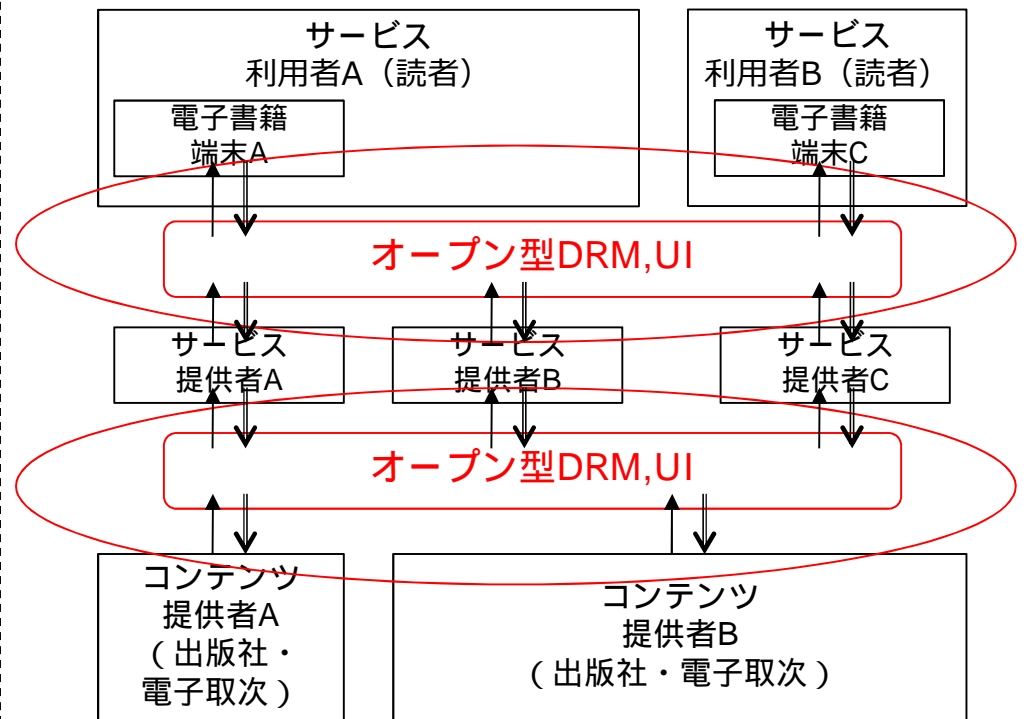 サービス
利用者A（読者）
サービス
利用者B（読者）
電子書籍
端末A
電子書籍
端末C
オープン型DRM,UI
サービス
提供者A
サービス
提供者B
サービス
提供者C
オープン型DRM,UI
コンテンツ
提供者A
（出版社・
電子取次）
コンテンツ
提供者B
（出版社・電子取次）